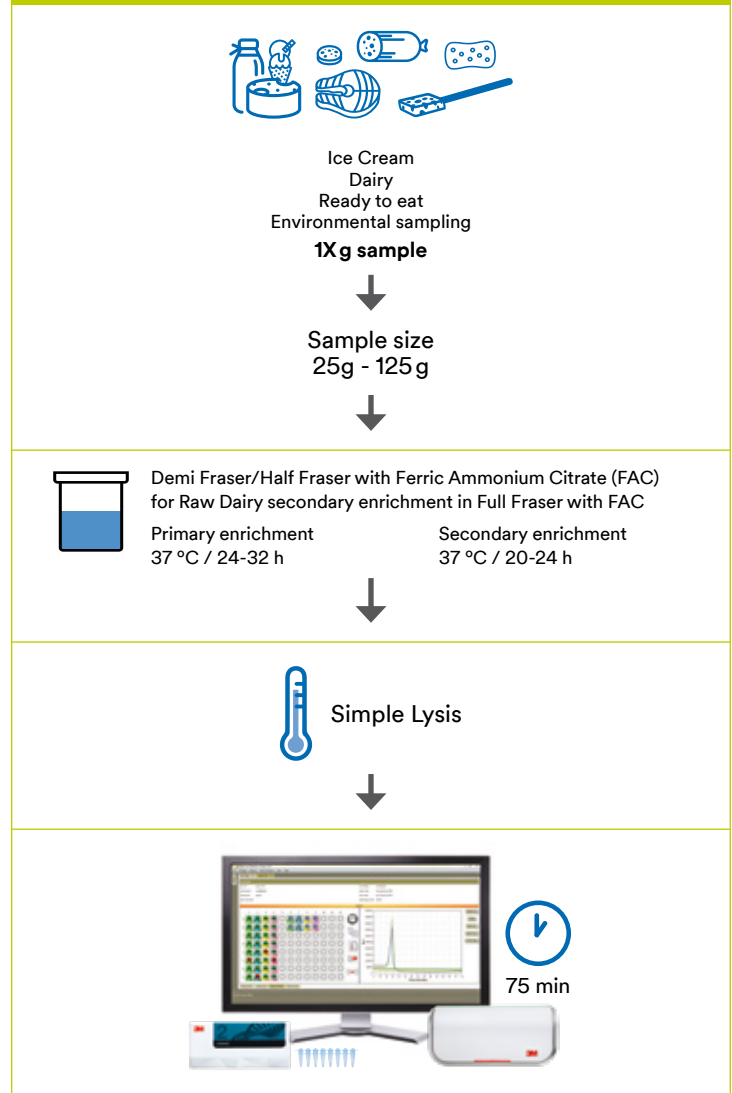 Ice Cream
Dairy
Ready to eat
Environmental sampling
1X g sample
Sample size
25g - 125 g
Demi Fraser/Half Fraser with Ferric Ammonium Citrate (FAC)
for Raw Dairy secondary enrichment in Full Fraser with FAC
Primary enrichment
37 °C / 24-32 h
Secondary enrichment
37 °C / 20-24 h
Simple Lysis
75 min
3M
2
3M